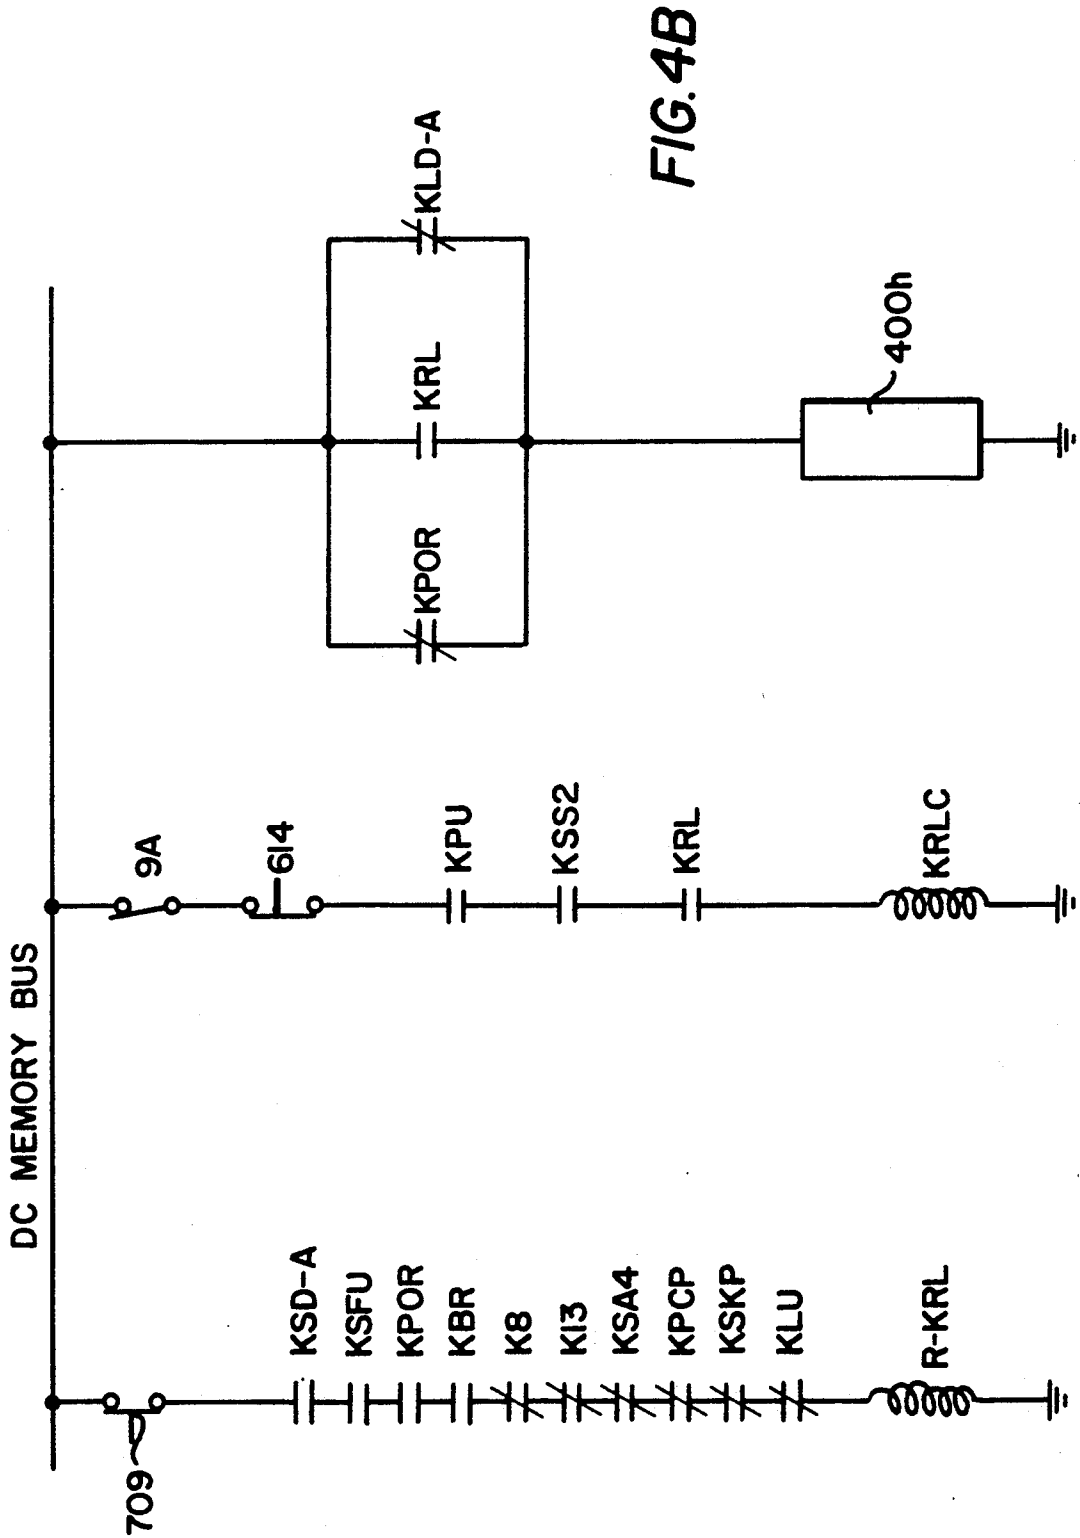 DC MEMORY BUS
709
KSD-A
KSFU
KPOR
KBR
K8
K13
KSA4
KPCP
KSKP
KLU
R-KRL
9A
614
KPU
KSS2
KRL
KRLC
KPOR
KRL
KLD-A
400h
FIG. 4B